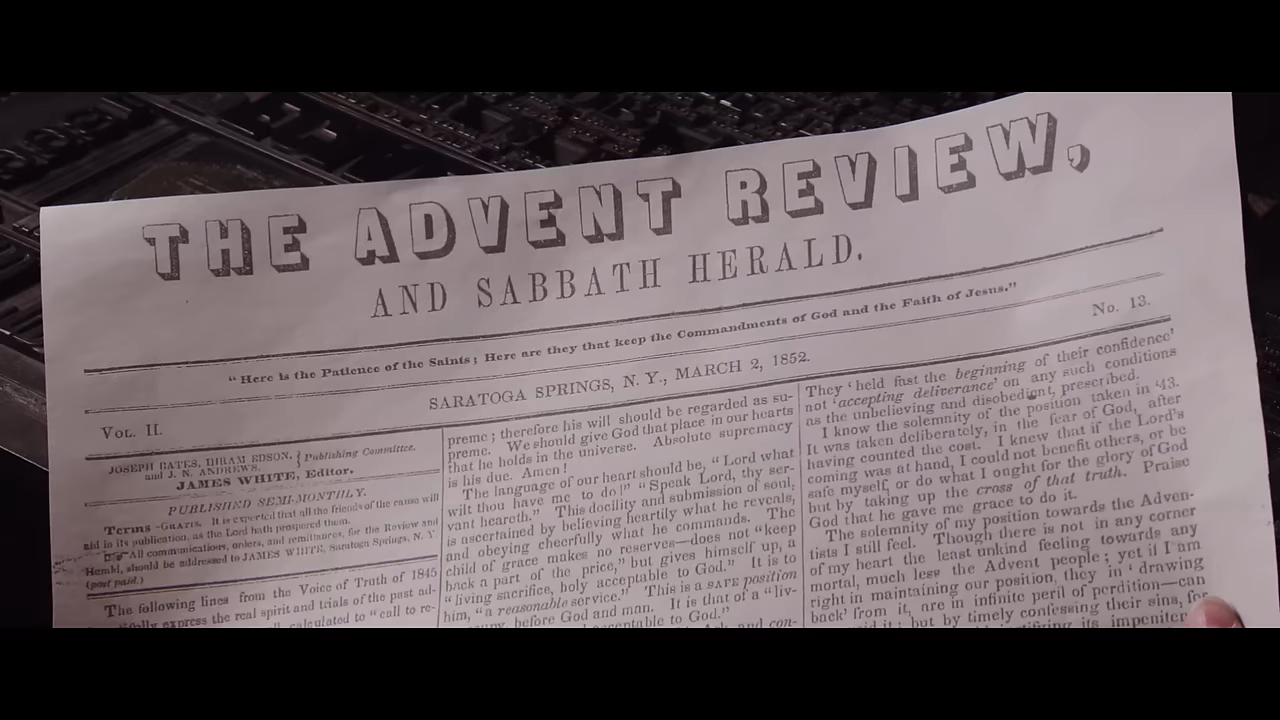 THE ADVENT REVIEW,
AND SABBATH HERALD.
"Here is the Patience of the Saints; Here are they that keep the Commandments of God and the Faith of Jesus."
Vol. II.
SARATOGA SPRINGS, N. Y., MARCH 2, 1852.
No. 13.
JOSEPH BATES, HIRAM EDSON, } Publishing Committee.
and J. N. ANDREWS.
JAMES WHITE, Editor.
PUBLISHED SEMI-MONTHLY.
Terms—Gratis. It is expected that all the friends of the cause will
aid in its publication, as the Lord hath prospered them.
☞ All communications, orders, and remittances, for the Review and
Herald, should be addressed to JAMES WHITE, Saratoga Springs, N. Y.
(post paid.)
The following lines from the Voice of Truth of 1845
express the real spirit and trials of the past ad-
calculated to "call to re-
preme; therefore his will should be regarded as su-
preme. We should give God that place in our hearts
that he holds in the universe. Absolute supremacy
is his due. Amen!
The language of our heart should be, "Lord what
wilt thou have me to do!" "Speak Lord, thy ser-
vant heareth." This docility and submission of soul,
is ascertained by believing heartily what he reveals,
and obeying cheerfully what he commands. The
child of grace makes no reserves—does not "keep
back a part of the price," but gives himself up, a
"living sacrifice, holy acceptable to God." It is to
him, "a reasonable service." This is a SAFE position
before God and man. It is that of a "liv-
to God."
and con-
They 'held fast the beginning of their confidence'
not 'accepting deliverance' on any such conditions
as the unbelieving and disobedient, prescribed.
I know the solemnity of the position taken in '43.
It was taken deliberately, in the fear of God, after
having counted the cost. I knew that if the Lord's
coming was at hand, I could not benefit others, or be
safe myself, or do what I ought for the glory of God
but by taking up the cross of that truth. Praise
God that he gave me grace to do it.
The solemnity of my position towards the Adven-
tists I still feel. Though there is not in any corner
of my heart the least unkind feeling towards any
mortal, much less the Advent people; yet if I am
right in maintaining our position, they in 'drawing
back' from it, are in infinite peril of perdition—can
it; but by timely confessing their sins, for
its